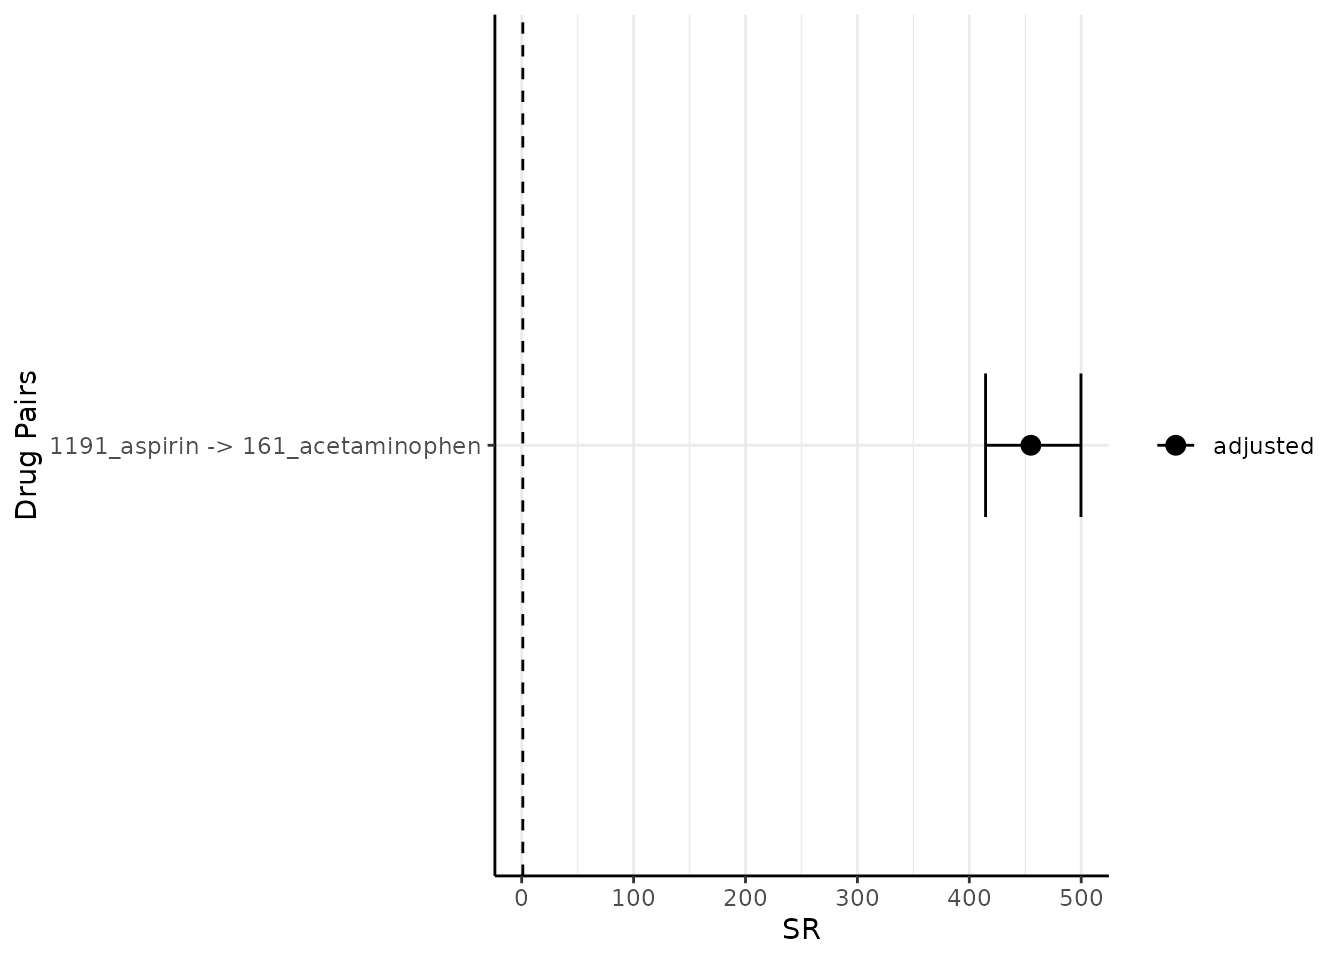 Drug Pairs
1191_aspirin -> 161_acetaminophen
adjusted
0 100 200 300 400 500
SR